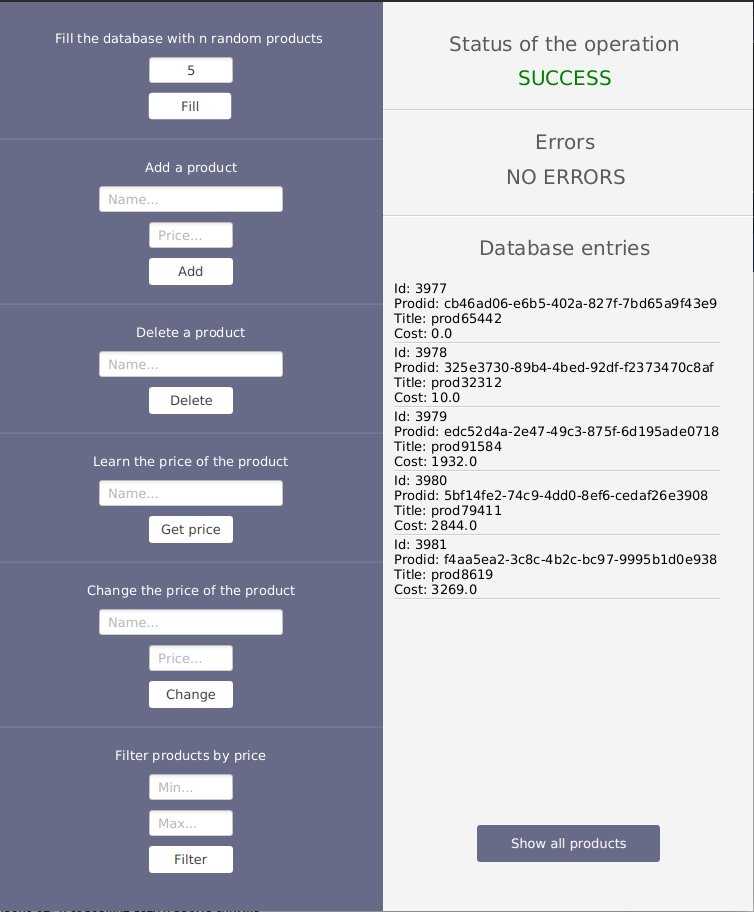 Fill the database with n random products
5
Fill
Add a product
Name...
Price...
Add
Delete a product
Name...
Delete
Learn the price of the product
Name...
Get price
Change the price of the product
Name...
Price...
Change
Filter products by price
Min...
Max...
Filter
Status of the operation
SUCCESS
Errors
NO ERRORS
Database entries
Id: 3977
Prodid: cb46ad06-e6b5-402a-827f-7bd65a9f43e9
Title: prod65442
Cost: 0.0
Id: 3978
Prodid: 325e3730-89b4-4bed-92df-f2373470c8af
Title: prod32312
Cost: 10.0
Id: 3979
Prodid: edc52d4a-2e47-49c3-875f-6d195ade0718
Title: prod91584
Cost: 1932.0
Id: 3980
Prodid: 5bf14fe2-74c9-4dd0-8ef6-cedaf26e3908
Title: prod79411
Cost: 2844.0
Id: 3981
Prodid: f4aa5ea2-3c8c-4b2c-bc97-9995b1d0e938
Title: prod8619
Cost: 3269.0
Show all products